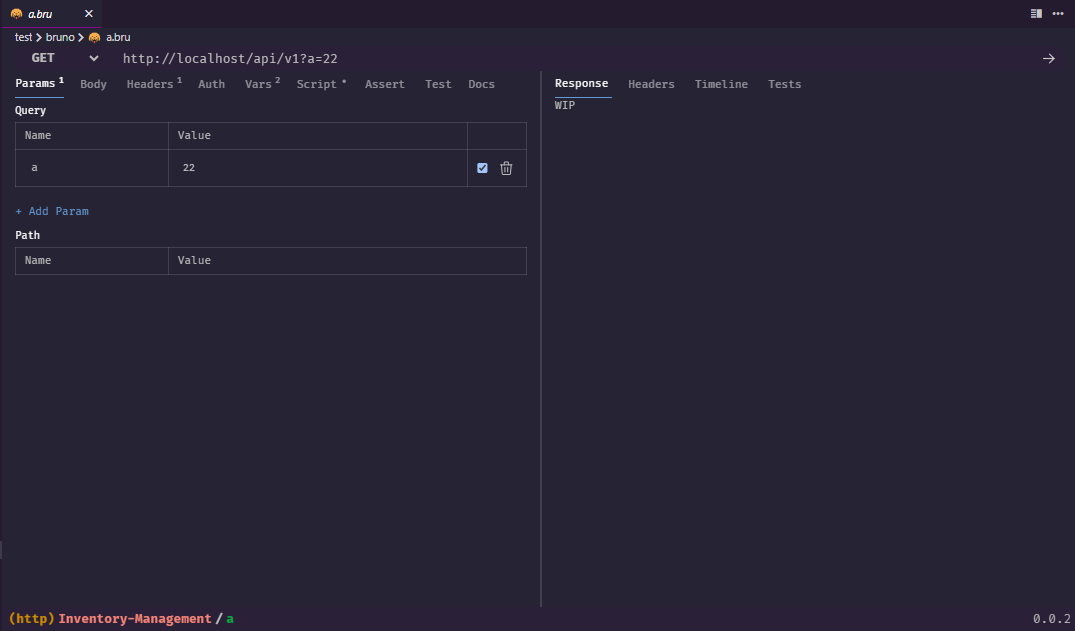 a.bru
test > bruno > a.bru
GET http://localhost/api/v1?a=22
Params 1 Body Headers 1 Auth Vars 2 Script • Assert Test Docs
Query
Name Value
a 22
+ Add Param
Path
Name Value
Response Headers Timeline Tests
WIP
(http) Inventory-Management / a
0.0.2